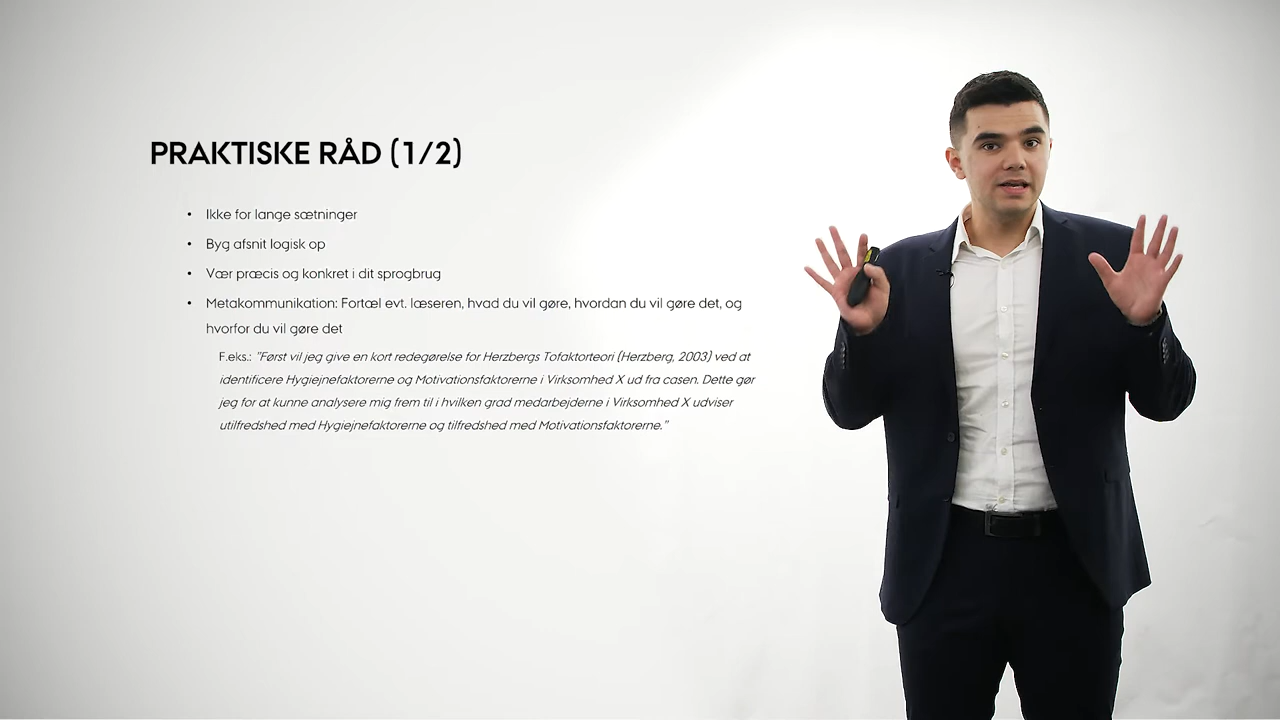 PRAKTISKE RÅD (1/2)
• Ikke for lange sætninger
• Byg afsnit logisk op
• Vær præcis og konkret i dit sprogbrug
• Metakommunikation: Fortæl evt. læseren, hvad du vil gøre, hvordan du vil gøre det, og
hvorfor du vil gøre det
F.eks.: "Først vil jeg give en kort redegørelse for Herzbergs Tofaktorteori (Herzberg, 2003) ved at
identificere Hygiejnefaktorerne og Motivationsfaktorerne i Virksomhed X ud fra casen. Dette gør
jeg for at kunne analysere mig frem til i hvilken grad medarbejderne i Virksomhed X udviser
utilfredshed med Hygiejnefaktorerne og tilfredshed med Motivationsfaktorerne."